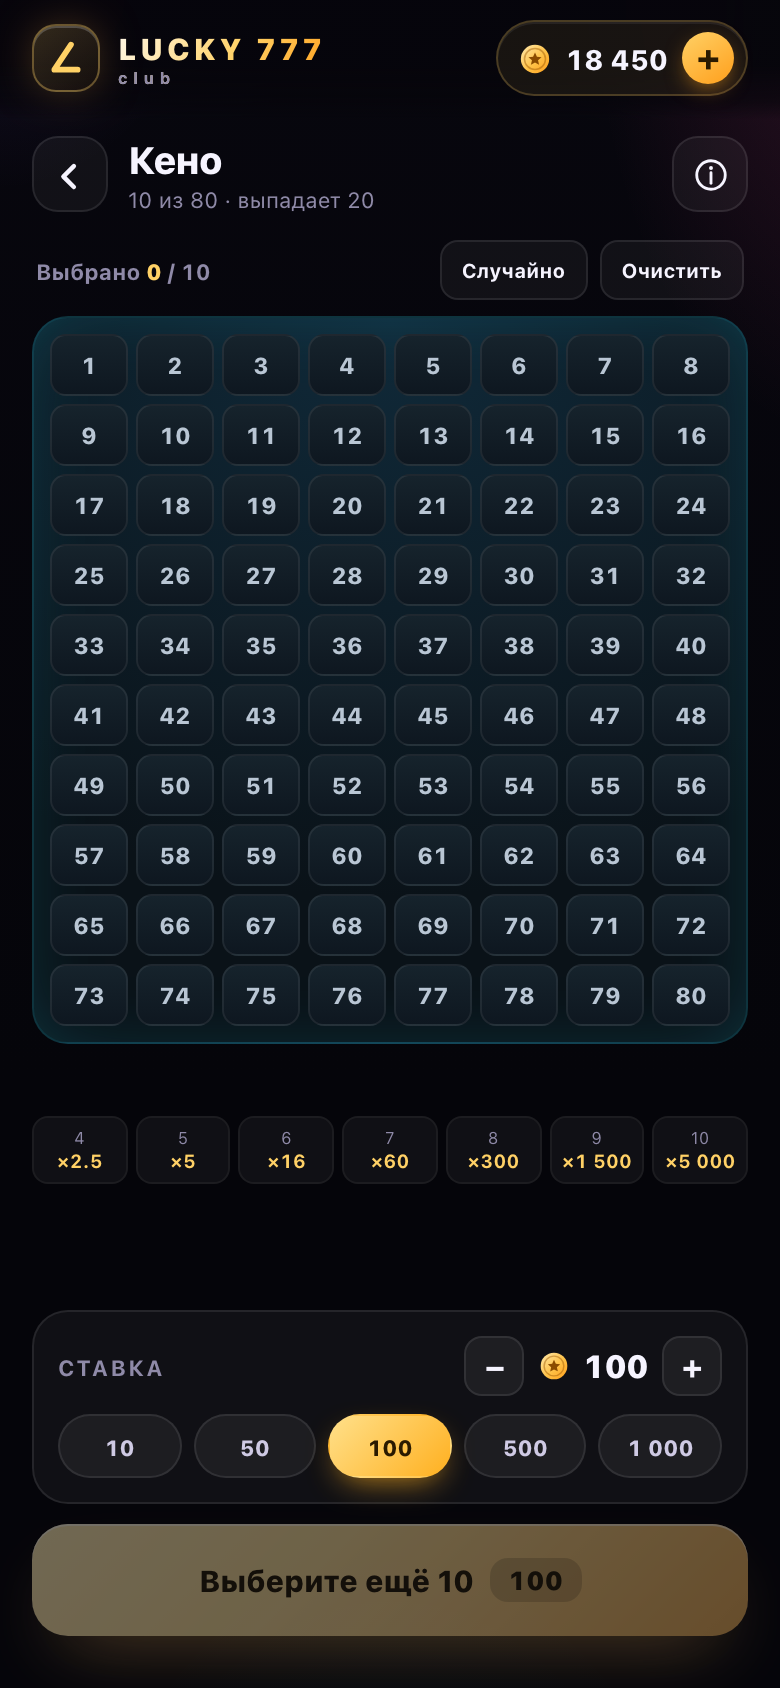 LUCKY 777
club
18 450 +
Кено
10 из 80 · выпадает 20
Выбрано 0 / 10
Случайно
Очистить
1 2 3 4 5 6 7 8
9 10 11 12 13 14 15 16
17 18 19 20 21 22 23 24
25 26 27 28 29 30 31 32
33 34 35 36 37 38 39 40
41 42 43 44 45 46 47 48
49 50 51 52 53 54 55 56
57 58 59 60 61 62 63 64
65 66 67 68 69 70 71 72
73 74 75 76 77 78 79 80
4 5 6 7 8 9 10
×2.5 ×5 ×16 ×60 ×300 ×1 500 ×5 000
СТАВКА
− 100 +
10 50 100 500 1 000
Выберите ещё 10 100